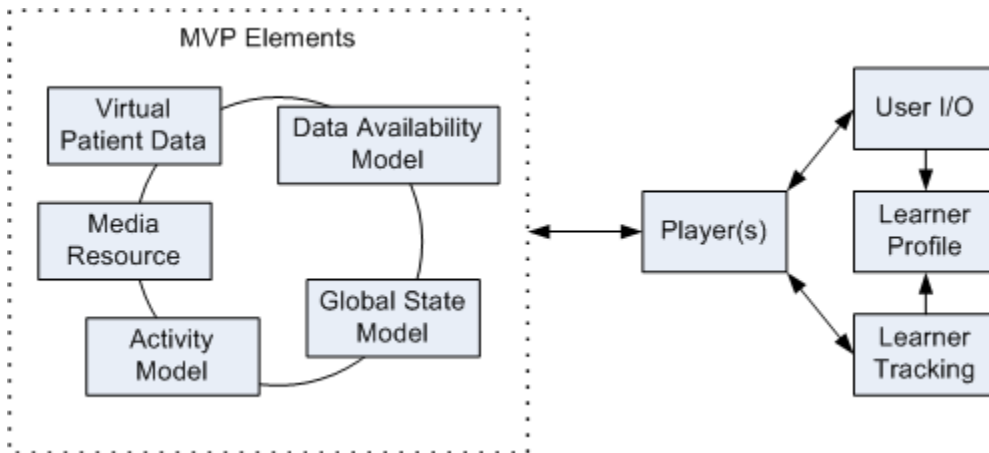 MVP Elements
Virtual
Patient Data
Data Availability
Model
Media
Resource
Global State
Model
Activity
Model
Player(s)
User I/O
Learner
Profile
Learner
Tracking